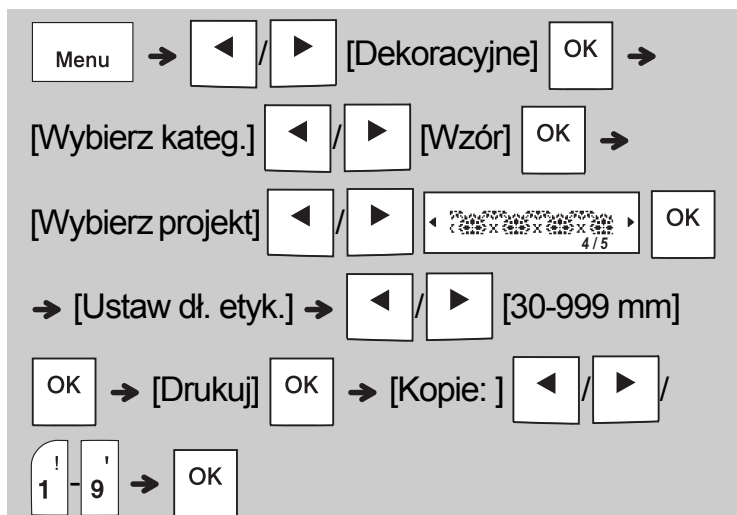 Menu → ◄ / ► [Dekoracyjne] OK →
[Wybierz kateg.] ◄ / ► [Wzór] OK →
[Wybierz projekt] ◄ / ► 4/5 OK
→ [Ustaw dł. etyk.] → ◄ / ► [30-999 mm]
OK → [Drukuj] OK → [Kopie: ] ◄ / ► /
! 1 - ' 9 → OK